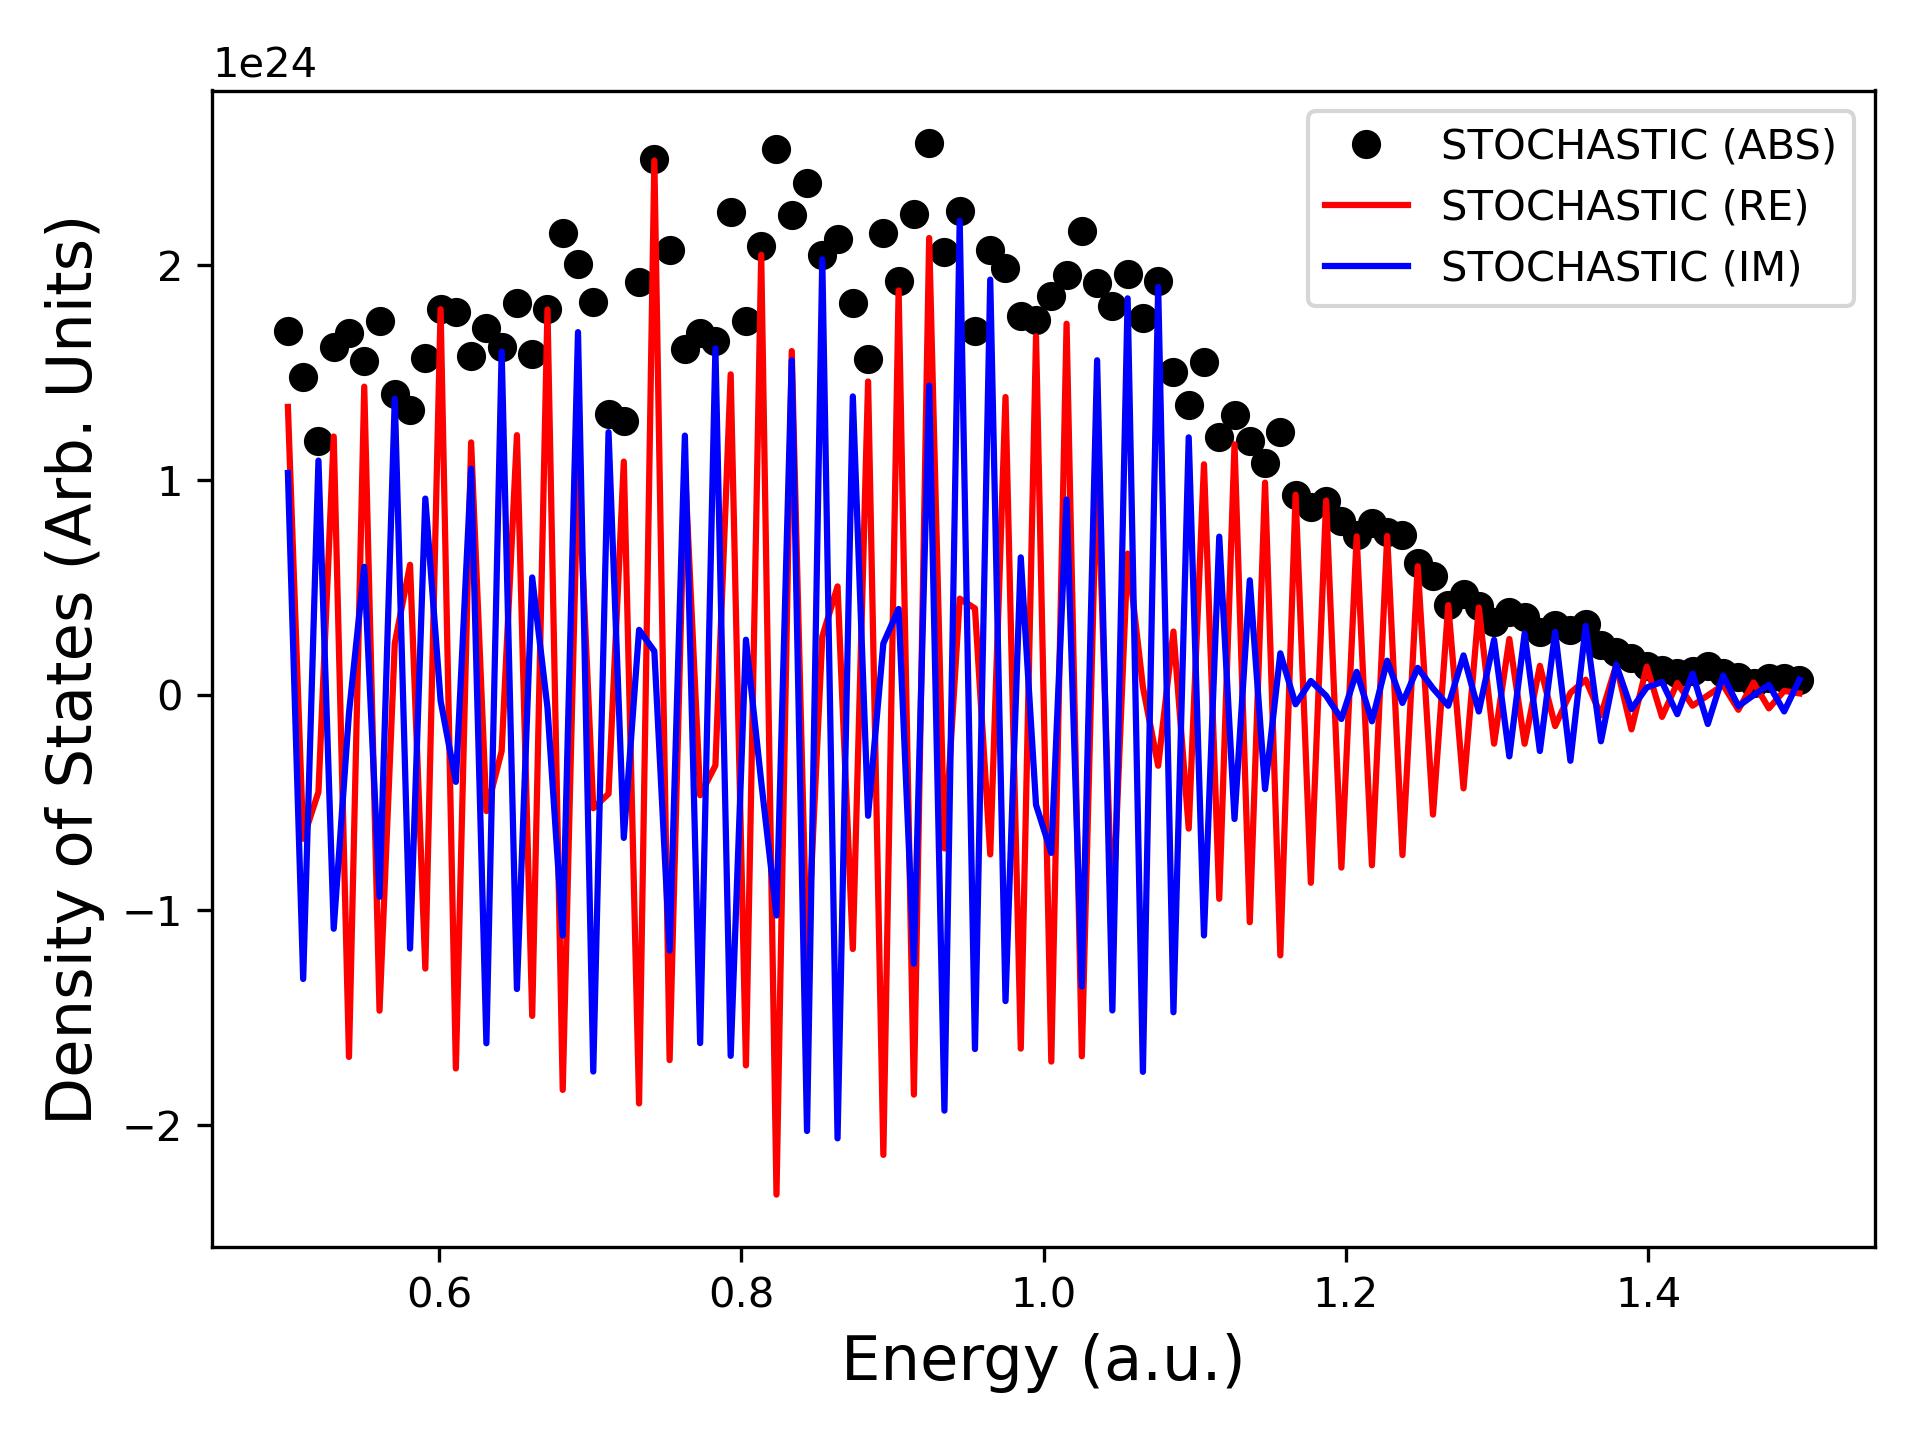 1e24
STOCHASTIC (ABS)
STOCHASTIC (RE)
STOCHASTIC (IM)
Density of States (Arb. Units)
2
1
0
−1
−2
0.6 0.8 1.0 1.2 1.4
Energy (a.u.)